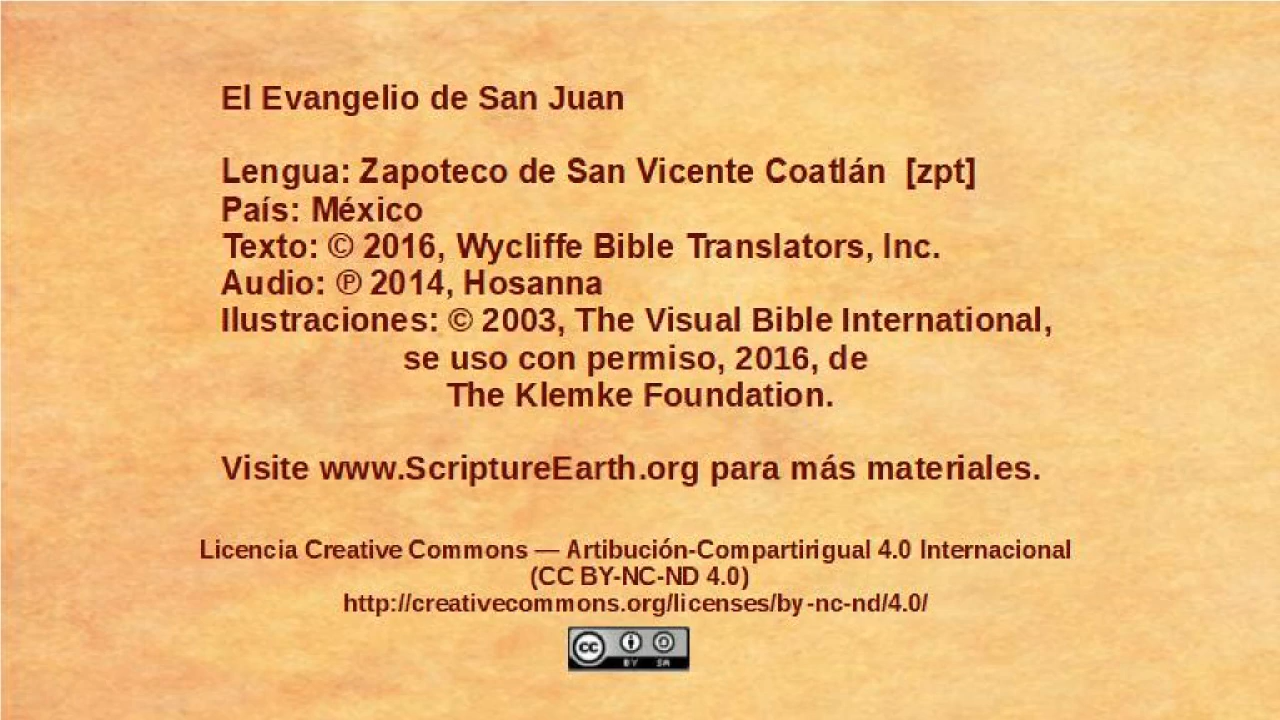 El Evangelio de San Juan
Lengua: Zapoteco de San Vicente Coatlán [zpt]
País: México
Texto: © 2016, Wycliffe Bible Translators, Inc.
Audio: ℗ 2014, Hosanna
Ilustraciones: © 2003, The Visual Bible International,
se uso con permiso, 2016, de
The Klemke Foundation.
Visite www.ScriptureEarth.org para más materiales.
Licencia Creative Commons — Artibución-Compartirigual 4.0 Internacional
(CC BY-NC-ND 4.0)
http://creativecommons.org/licenses/by-nc-nd/4.0/
cc BY SA